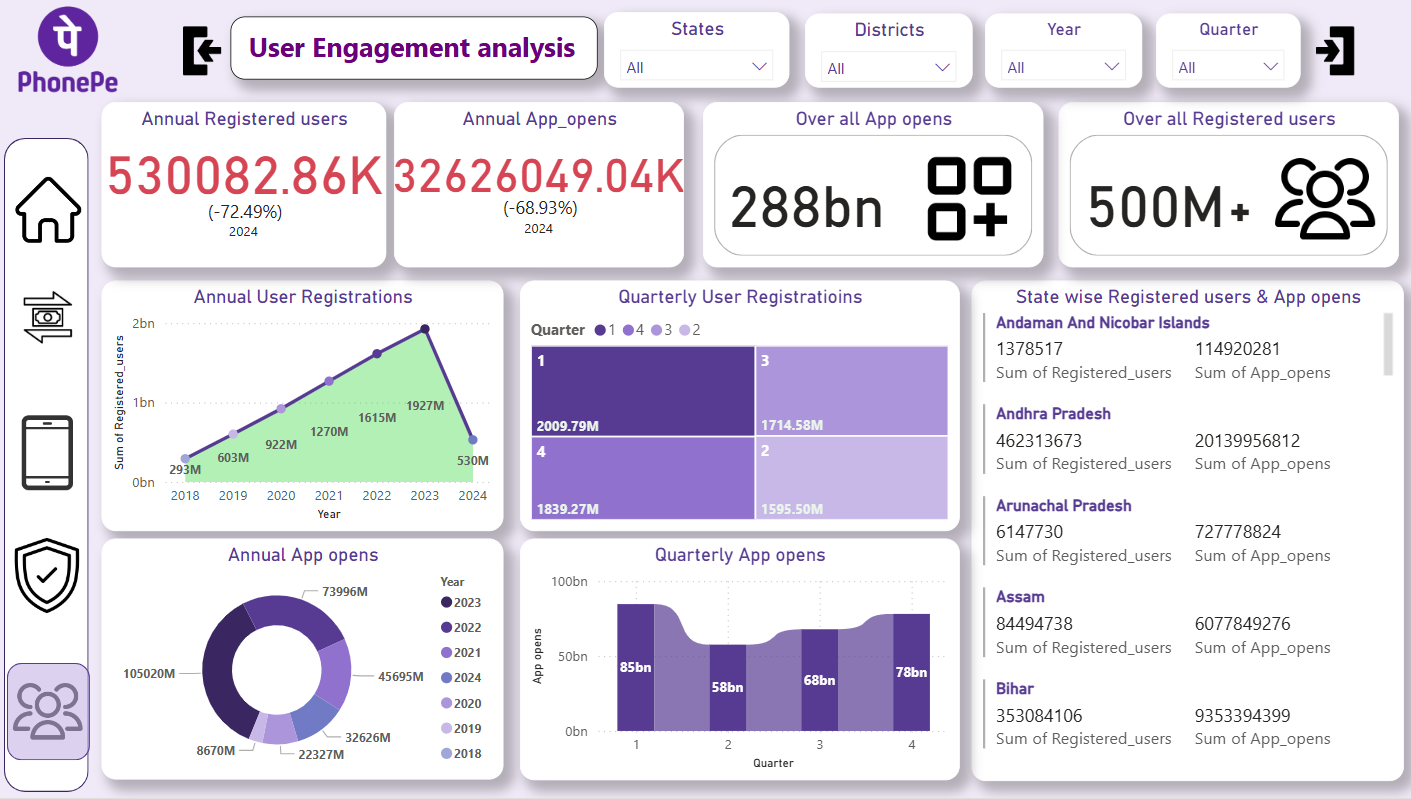 पे
PhonePe
User Engagement analysis
States
All
Districts
All
Year
All
Quarter
All
Annual Registered users
530082.86K
(-72.49%)
2024
Annual App_opens
32626049.04K
(-68.93%)
2024
Over all App opens
288bn
Over all Registered users
500M+
Annual User Registrations
Sum of Registered_users
2bn
1bn
0bn
293M
603M
922M
1270M
1615M
1927M
530M
2018 2019 2020 2021 2022 2023 2024
Year
Quarterly User Registratioins
Quarter 1 4 3 2
1
2009.79M
3
1714.58M
4
1839.27M
2
1595.50M
State wise Registered users & App opens
Andaman And Nicobar Islands
1378517 114920281
Sum of Registered_users Sum of App_opens
Andhra Pradesh
462313673 20139956812
Sum of Registered_users Sum of App_opens
Arunachal Pradesh
6147730 727778824
Sum of Registered_users Sum of App_opens
Assam
84494738 6077849276
Sum of Registered_users Sum of App_opens
Bihar
353084106 9353394399
Sum of Registered_users Sum of App_opens
Annual App opens
73996M
105020M
45695M
8670M
32626M
22327M
Year
2023
2022
2021
2024
2020
2019
2018
Quarterly App opens
App opens
100bn
50bn
0bn
85bn
58bn
68bn
78bn
1 2 3 4
Quarter